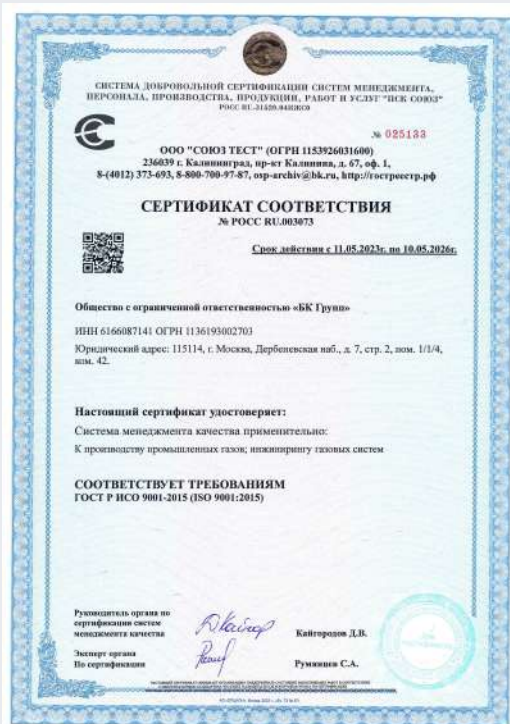 СИСТЕМА ДОБРОВОЛЬНОЙ СЕРТИФИКАЦИИ СИСТЕМ МЕНЕДЖМЕНТА,
ПЕРСОНАЛА, ПРОИЗВОДСТВА, ПРОДУКЦИИ, РАБОТ И УСЛУГ "ПСК СОЮЗ"
№ 025133
ООО "СОЮЗ ТЕСТ" (ОГРН 1153926031600)
236039 г. Калининград, пр-кт Калинина, д. 67, оф. 1,
8-(4012) 373-693, 8-800-700-97-87, osp-archiv@bk.ru, http://гостреестр.рф
СЕРТИФИКАТ СООТВЕТСТВИЯ
№ РОСС RU.003073
Срок действия с 11.05.2023г. по 10.05.2026г.
Общество с ограниченной ответственностью «БК Групп»
ИНН 6166087141 ОГРН 1136193002703
Юридический адрес: 115114, г. Москва, Дербеневская наб., д. 7, стр. 2, пом. 1/1/4,
ком. 42.
Настоящий сертификат удостоверяет:
Система менеджмента качества применительно:
К производству промышленных газов; инжинирингу газовых систем
СООТВЕТСТВУЕТ ТРЕБОВАНИЯМ
ГОСТ Р ИСО 9001-2015 (ISO 9001:2015)
Руководитель органа по
сертификации систем
менеджмента качества
Кайгородов Д.В.
Эксперт органа
По сертификации
Румянцев С.А.